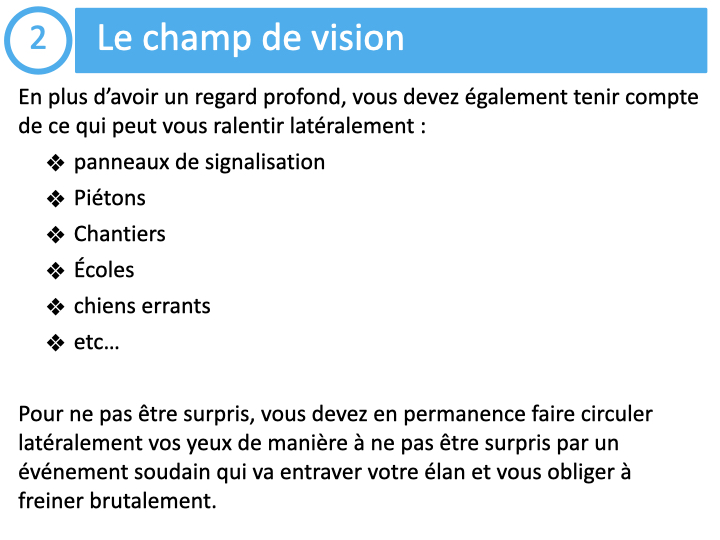 2
Le champ de vision
En plus d’avoir un regard profond, vous devez également tenir compte
de ce qui peut vous ralentir latéralement :
❖ panneaux de signalisation
❖ Piétons
❖ Chantiers
❖ Écoles
❖ chiens errants
❖ etc…
Pour ne pas être surpris, vous devez en permanence faire circuler
latéralement vos yeux de manière à ne pas être surpris par un
événement soudain qui va entraver votre élan et vous obliger à
freiner brutalement.